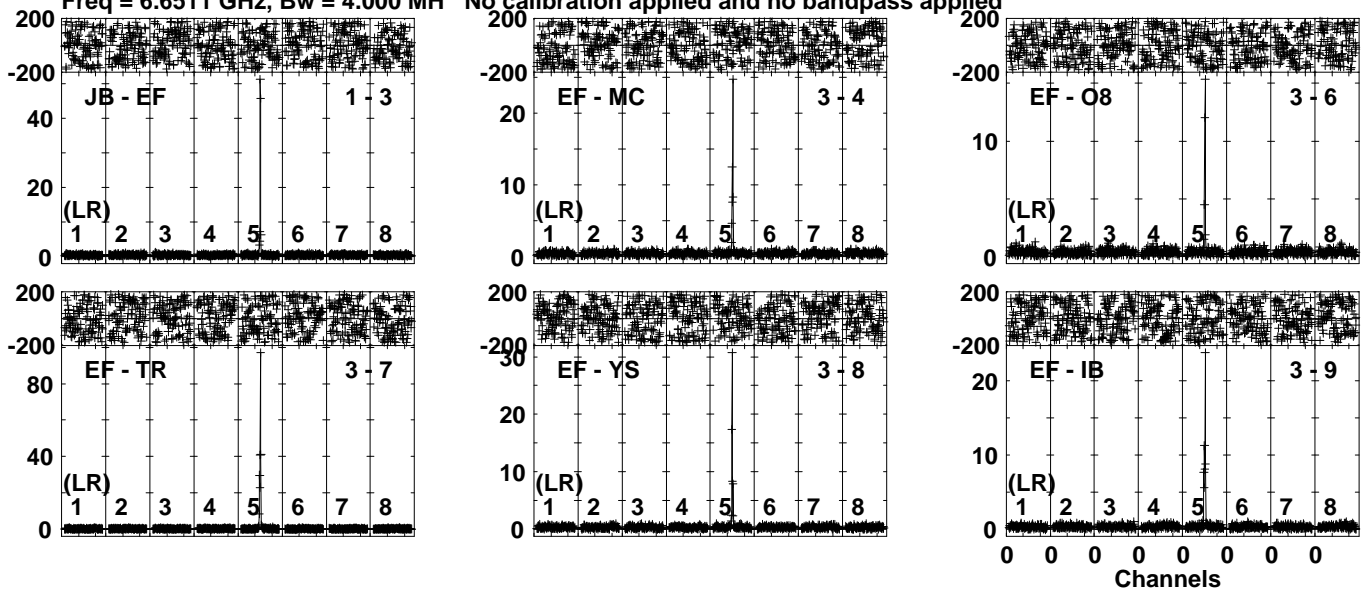 Freq = 6.6511 GHz, Bw = 4.000 MH No calibration applied and no bandpass applied
200
-200
JB - EF 1 - 3
40
20
0
(LR)
1 2 3 4 5 6 7 8
200
-200
EF - MC 3 - 4
20
10
0
(LR)
1 2 3 4 5 6 7 8
200
-200
EF - O8 3 - 6
10
0
(LR)
1 2 3 4 5 6 7 8
200
-200
EF - TR 3 - 7
80
40
0
(LR)
1 2 3 4 5 6 7 8
200
-200
30
EF - YS 3 - 8
20
10
0
(LR)
1 2 3 4 5 6 7 8
200
-200
EF - IB 3 - 9
20
10
0
(LR)
1 2 3 4 5 6 7 8
0 0 0 0 0 0 0 0
Channels